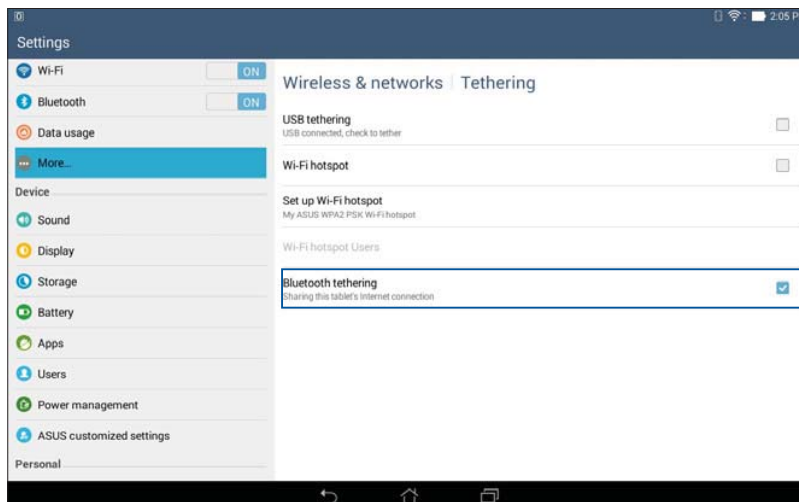 2:05 P
Settings
Wi-Fi ON
Bluetooth ON
Data usage
More...
Device
Sound
Display
Storage
Battery
Apps
Users
Power management
ASUS customized settings
Personal
Wireless & networks | Tethering
USB tethering
USB connected, check to tether
Wi-Fi hotspot
Set up Wi-Fi hotspot
My ASUS WPA2 PSK Wi-Fi hotspot
Wi-Fi hotspot Users
Bluetooth tethering
Sharing this tablet's Internet connection